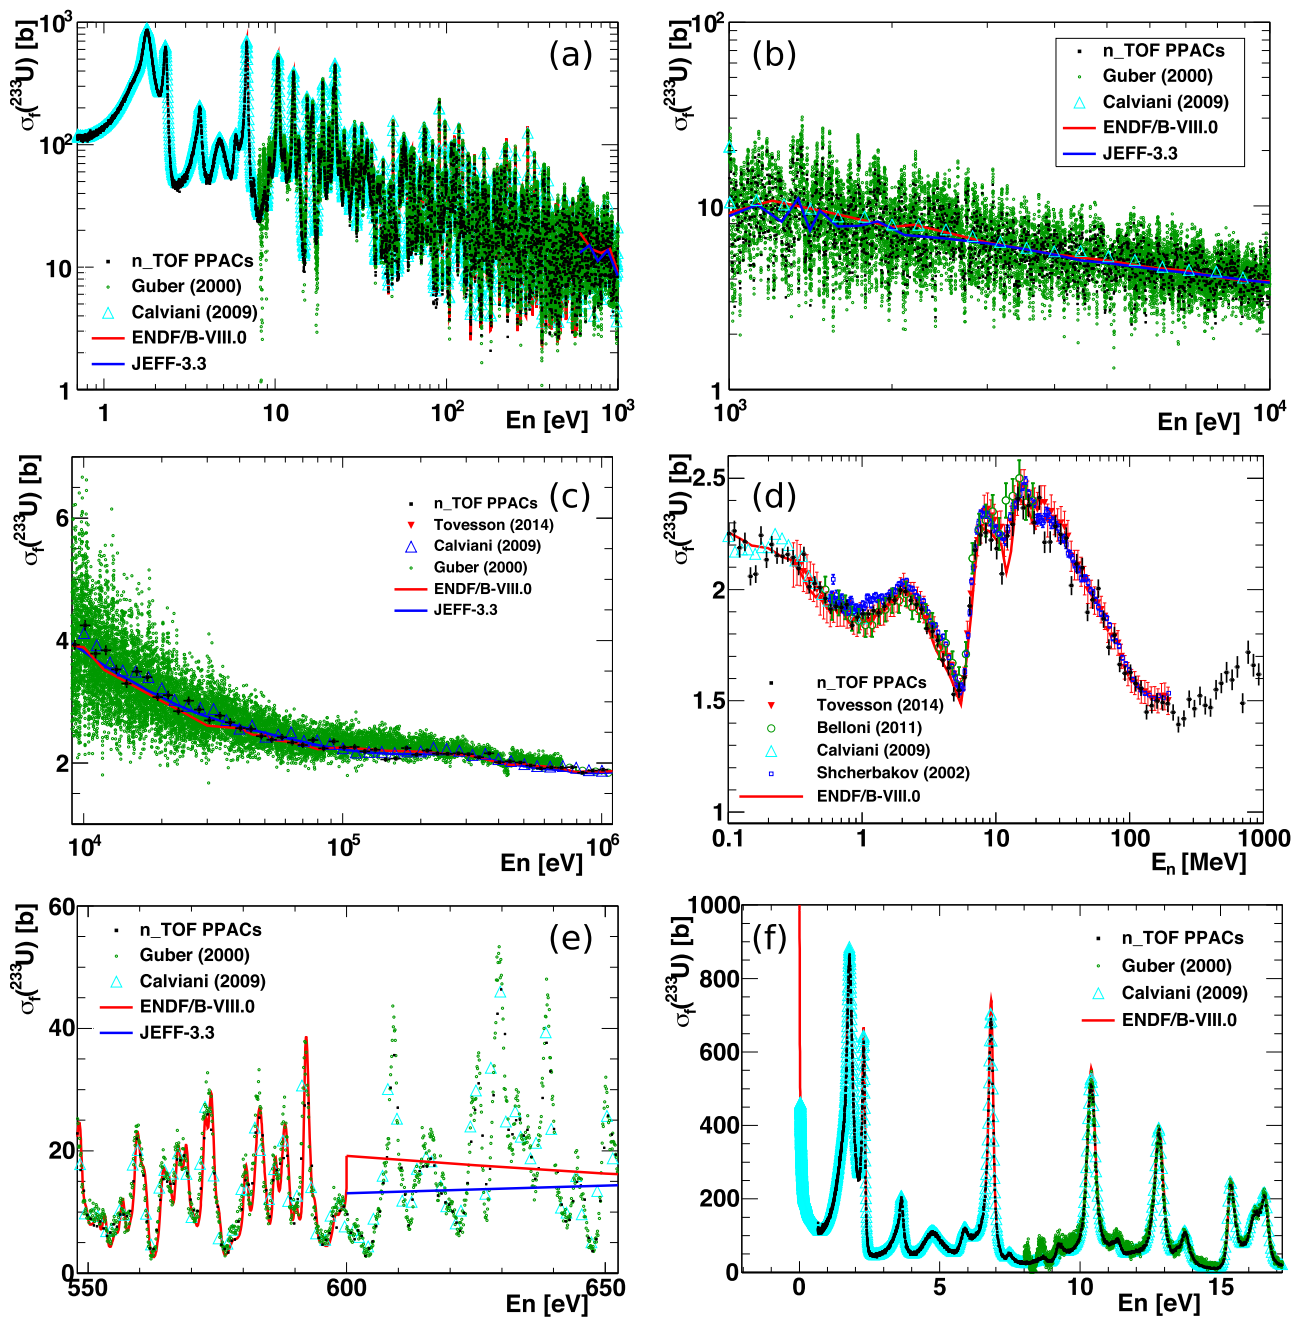 (a)
σf(²³³U) [b]
10³
10²
10
1
n_TOF PPACs
Guber (2000)
Calviani (2009)
ENDF/B-VIII.0
JEFF-3.3
1
10
10²
10³
En [eV]
(b)
σf(²³³U) [b]
10²
10
1
n_TOF PPACs
Guber (2000)
Calviani (2009)
ENDF/B-VIII.0
JEFF-3.3
10³
10⁴
En [eV]
(c)
σf(²³³U) [b]
6
4
2
n_TOF PPACs
Tovesson (2014)
Calviani (2009)
Guber (2000)
ENDF/B-VIII.0
JEFF-3.3
10⁴
10⁵
10⁶
En [eV]
(d)
σf(²³³U) [b]
2.5
2
1.5
1
n_TOF PPACs
Tovesson (2014)
Belloni (2011)
Calviani (2009)
Shcherbakov (2002)
ENDF/B-VIII.0
0.1
1
10
100
1000
Eₙ [MeV]
(e)
σf(²³³U) [b]
60
40
20
0
n_TOF PPACs
Guber (2000)
Calviani (2009)
ENDF/B-VIII.0
JEFF-3.3
550
600
650
En [eV]
(f)
σf(²³³U) [b]
1000
800
600
400
200
0
n_TOF PPACs
Guber (2000)
Calviani (2009)
ENDF/B-VIII.0
0
5
10
15
En [eV]